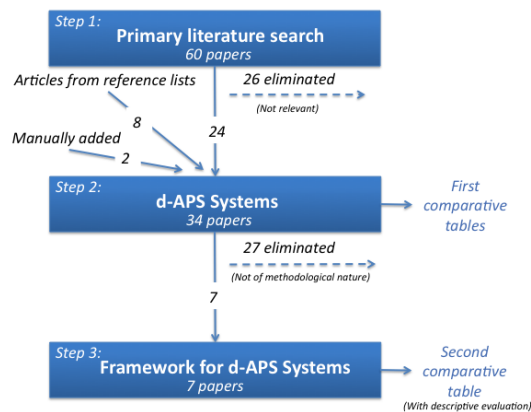 Step 1:
Primary literature search
60 papers
Articles from reference lists
26 eliminated
(Not relevant)
8
24
Manually added
2
Step 2:
d-APS Systems
34 papers
First
comparative
tables
27 eliminated
(Not of methodological nature)
7
Step 3:
Framework for d-APS Systems
7 papers
Second
comparative
table
(With descriptive evaluation)